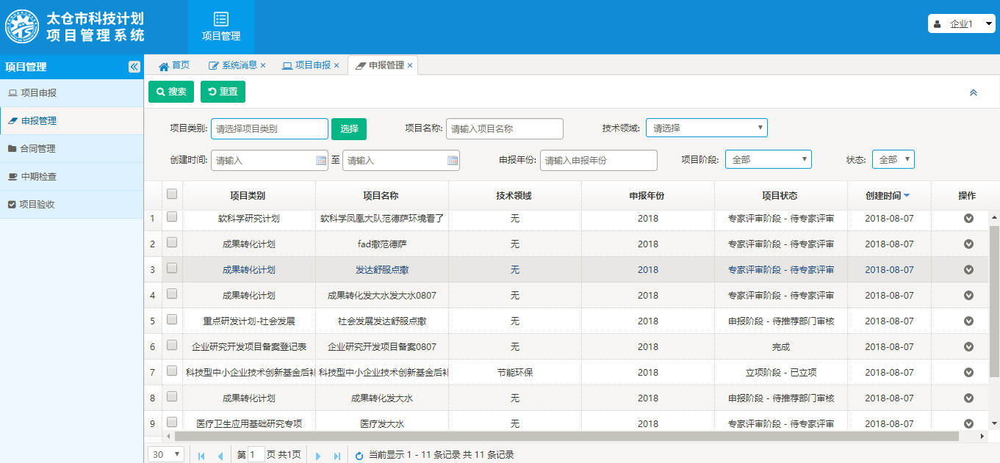 太仓市科技计划
项目管理系统
项目管理
企业1
项目管理
项目申报
申报管理
合同管理
中期检查
项目验收
首页 系统消息 × 项目申报 × 申报管理 ×
搜索 重置
项目类别: 请选择项目类别 选择 项目名称: 请输入项目名称 技术领域: 请选择
创建时间: 请输入 至 请输入 申报年份: 请输入申报年份 项目阶段: 全部 状态: 全部
项目类别 项目名称 技术领域 申报年份 项目状态 创建时间 操作
1 软科学研究计划 软科学凤凰大队范德萨环境看了 无 2018 专家评审阶段 - 待专家评审 2018-08-07
2 成果转化计划 fad撒范德萨 无 2018 专家评审阶段 - 待专家评审 2018-08-07
3 成果转化计划 发达舒服点撒 无 2018 专家评审阶段 - 待专家评审 2018-08-07
4 成果转化计划 成果转化发大水发大水0807 无 2018 专家评审阶段 - 待专家评审 2018-08-07
5 重点研发计划-社会发展 社会发展发达舒服点撒 无 2018 申报阶段 - 待推荐部门审核 2018-08-07
6 企业研究开发项目备案登记表 企业研究开发项目备案0807 无 2018 完成 2018-08-07
7 科技型中小企业技术创新基金后补 科技型中小企业技术创新基金后补 节能环保 2018 立项阶段 - 已立项 2018-08-07
8 成果转化计划 成果转化发大水 无 2018 申报阶段 - 待推荐部门审核 2018-08-07
9 医疗卫生应用基础研究专项 医疗发大水 无 2018 专家评审阶段 - 待专家评审 2018-08-07
30 第 1 页 共1页 当前显示 1 - 11 条记录 共 11 条记录